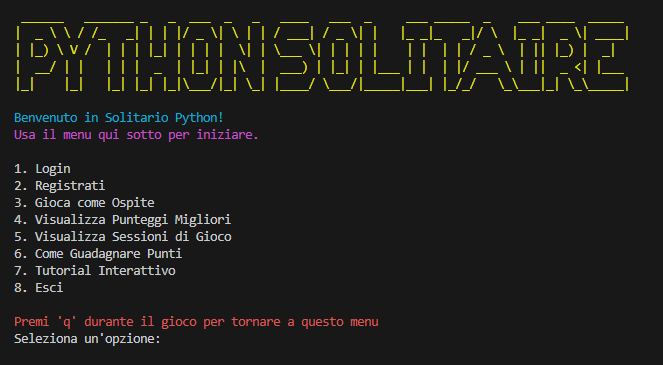 PYTHON SOLITAIRE
Benvenuto in Solitario Python!
Usa il menu qui sotto per iniziare.
1. Login
2. Registrati
3. Gioca come Ospite
4. Visualizza Punteggi Migliori
5. Visualizza Sessioni di Gioco
6. Come Guadagnare Punti
7. Tutorial Interattivo
8. Esci
Premi 'q' durante il gioco per tornare a questo menu
Seleziona un'opzione: